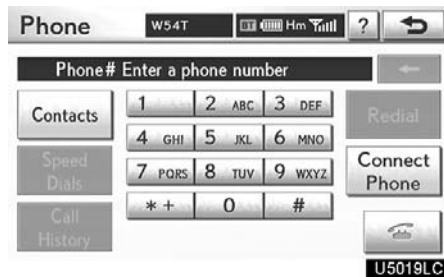 Phone W54T BT Hm ?
Phone# Enter a phone number
Contacts 1 2 ABC 3 DEF Redial
4 GHI 5 JKL 6 MNO
Speed Dials 7 PQRS 8 TUV 9 WXYZ Connect Phone
Call History * + 0 #
U5019LC